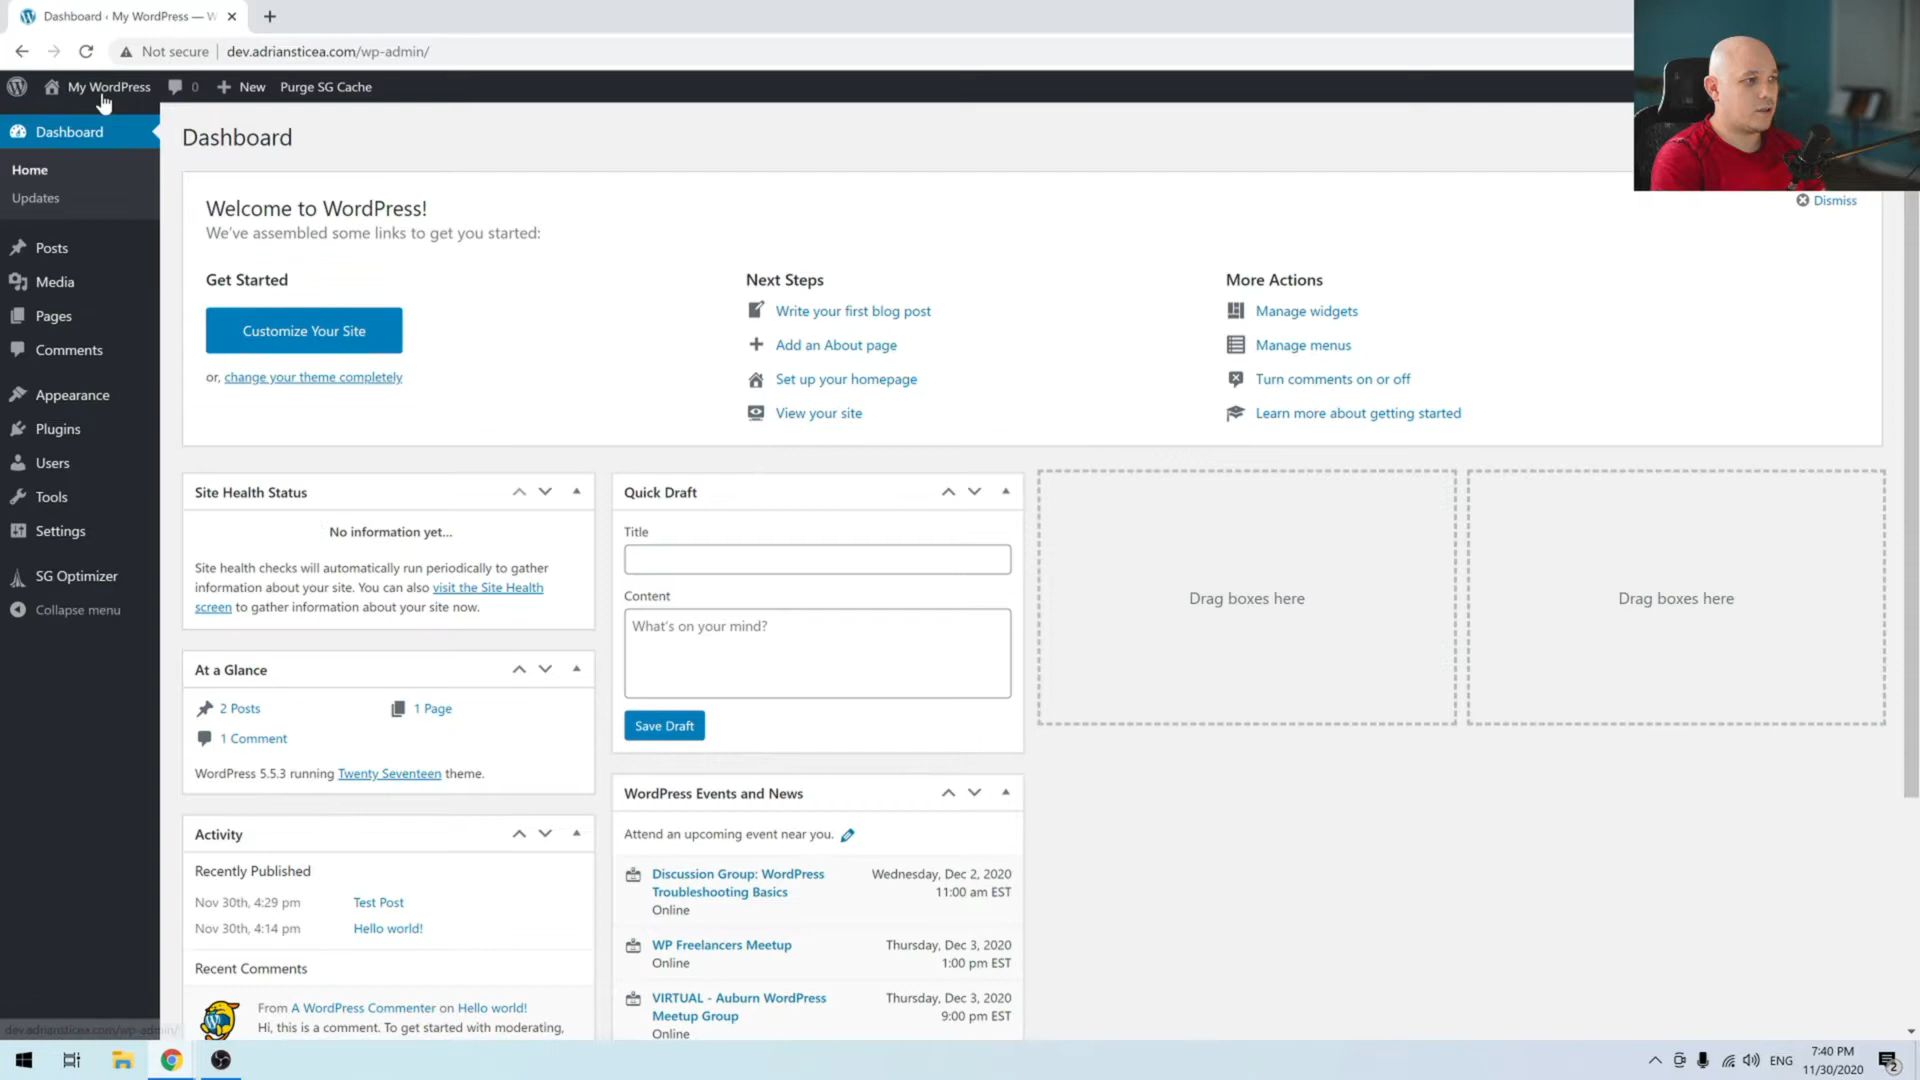 Dashboard ‹ My WordPress — W
Not secure
dev.adriansticea.com/wp-admin/
My WordPress
0
New
Purge SG Cache
Dashboard
Home
Updates
Posts
Media
Pages
Comments
Appearance
Plugins
Users
Tools
Settings
SG Optimizer
Collapse menu
dev.adriansticea.com/wp-admin/
Dashboard
Dismiss
Welcome to WordPress!
We've assembled some links to get you started:
Get Started
Customize Your Site
or, change your theme completely
Next Steps
Write your first blog post
Add an About page
Set up your homepage
View your site
More Actions
Manage widgets
Manage menus
Turn comments on or off
Learn more about getting started
Site Health Status
No information yet...
Site health checks will automatically run periodically to gather
information about your site. You can also visit the Site Health
screen to gather information about your site now.
At a Glance
2 Posts
1 Page
1 Comment
WordPress 5.5.3 running Twenty Seventeen theme.
Activity
Recently Published
Nov 30th, 4:29 pm Test Post
Nov 30th, 4:14 pm Hello world!
Recent Comments
From A WordPress Commenter on Hello world!
Hi, this is a comment. To get started with moderating,
Quick Draft
Title
Content
What's on your mind?
Save Draft
WordPress Events and News
Attend an upcoming event near you.
Discussion Group: WordPress
Troubleshooting Basics
Online
Wednesday, Dec 2, 2020
11:00 am EST
WP Freelancers Meetup
Online
Thursday, Dec 3, 2020
1:00 pm EST
VIRTUAL - Auburn WordPress
Meetup Group
Online
Thursday, Dec 3, 2020
9:00 pm EST
Drag boxes here
Drag boxes here
ENG
7:40 PM
11/30/2020
2